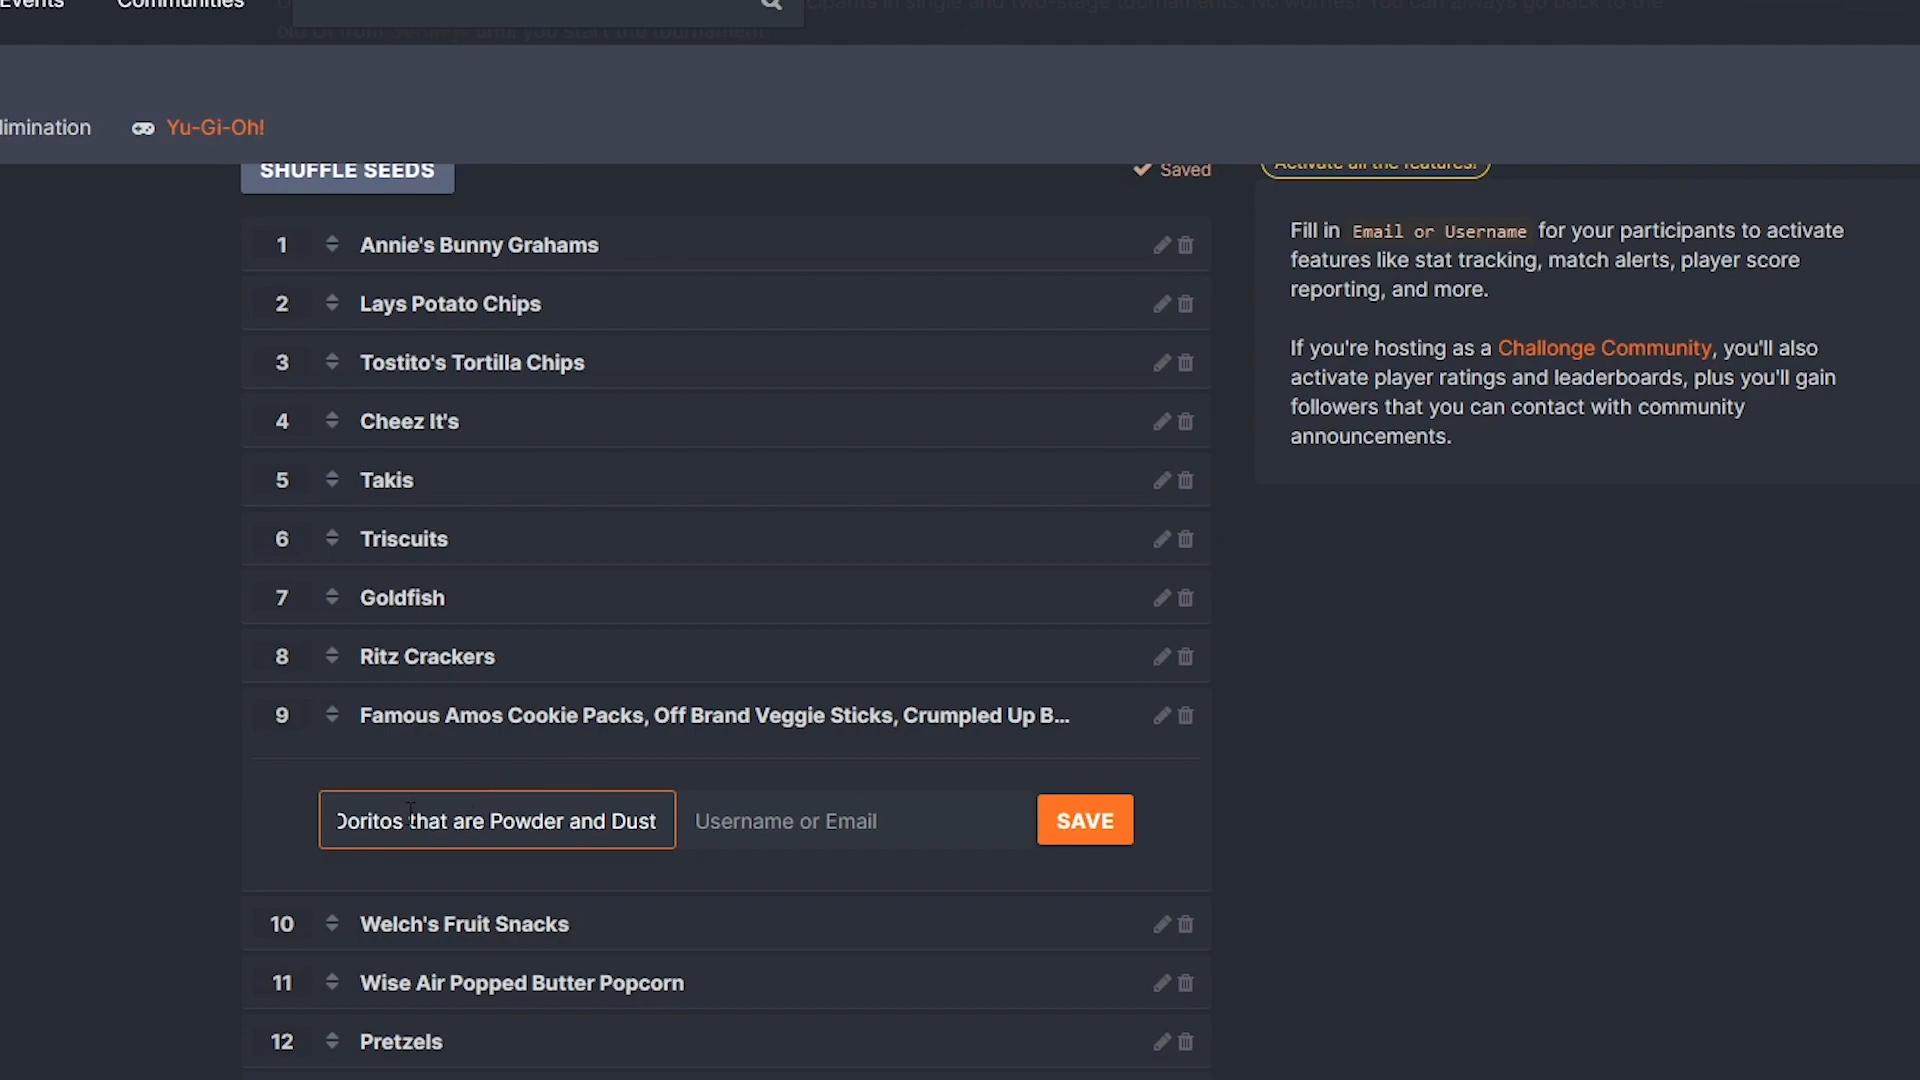 Events Communities
limination Yu-Gi-Oh!
SHUFFLE SEEDS Saved Activate all the features!
1 Annie's Bunny Grahams
2 Lays Potato Chips
3 Tostito's Tortilla Chips
4 Cheez It's
5 Takis
6 Triscuits
7 Goldfish
8 Ritz Crackers
9 Famous Amos Cookie Packs, Off Brand Veggie Sticks, Crumpled Up B...
Doritos that are Powder and Dust Username or Email SAVE
10 Welch's Fruit Snacks
11 Wise Air Popped Butter Popcorn
12 Pretzels
Fill in Email or Username for your participants to activate
features like stat tracking, match alerts, player score
reporting, and more.
If you're hosting as a Challonge Community, you'll also
activate player ratings and leaderboards, plus you'll gain
followers that you can contact with community
announcements.